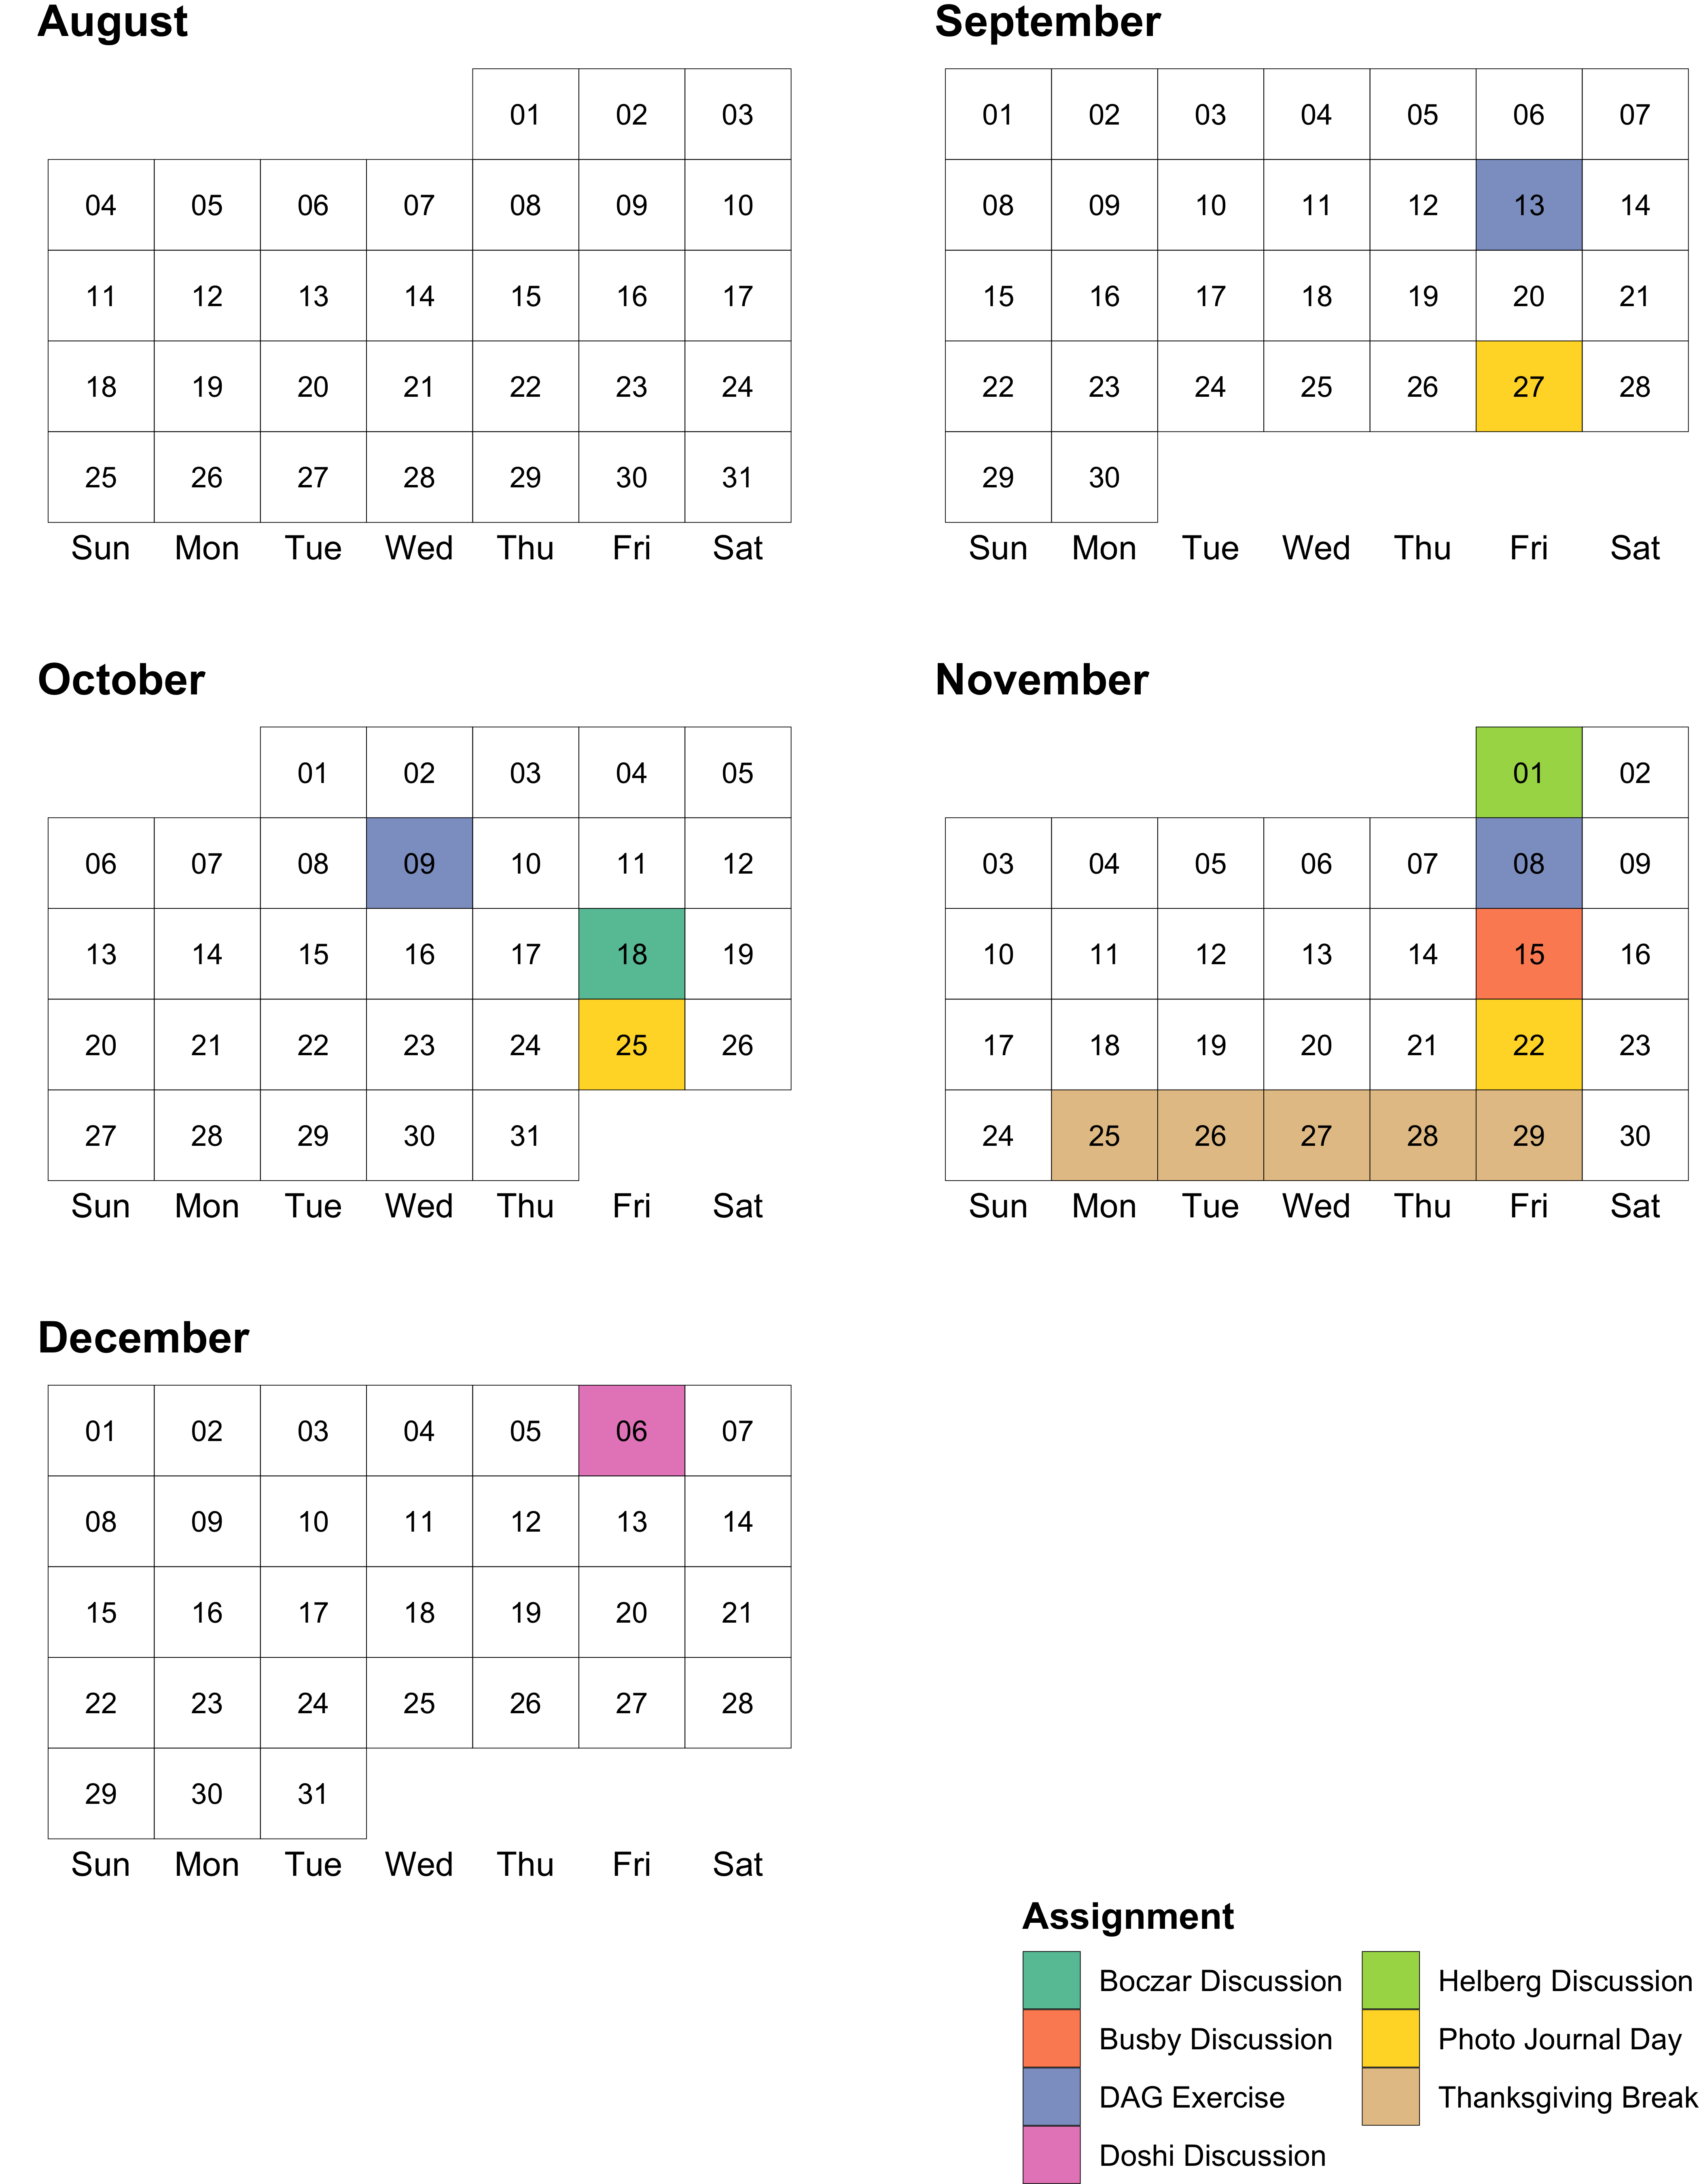 August
01 02 03
04 05 06 07 08 09 10
11 12 13 14 15 16 17
18 19 20 21 22 23 24
25 26 27 28 29 30 31
Sun Mon Tue Wed Thu Fri Sat
September
01 02 03 04 05 06 07
08 09 10 11 12 13 14
15 16 17 18 19 20 21
22 23 24 25 26 27 28
29 30
Sun Mon Tue Wed Thu Fri Sat
October
01 02 03 04 05
06 07 08 09 10 11 12
13 14 15 16 17 18 19
20 21 22 23 24 25 26
27 28 29 30 31
Sun Mon Tue Wed Thu Fri Sat
November
01 02
03 04 05 06 07 08 09
10 11 12 13 14 15 16
17 18 19 20 21 22 23
24 25 26 27 28 29 30
Sun Mon Tue Wed Thu Fri Sat
December
01 02 03 04 05 06 07
08 09 10 11 12 13 14
15 16 17 18 19 20 21
22 23 24 25 26 27 28
29 30 31
Sun Mon Tue Wed Thu Fri Sat
Assignment
Boczar Discussion
Busby Discussion
DAG Exercise
Doshi Discussion
Helberg Discussion
Photo Journal Day
Thanksgiving Break